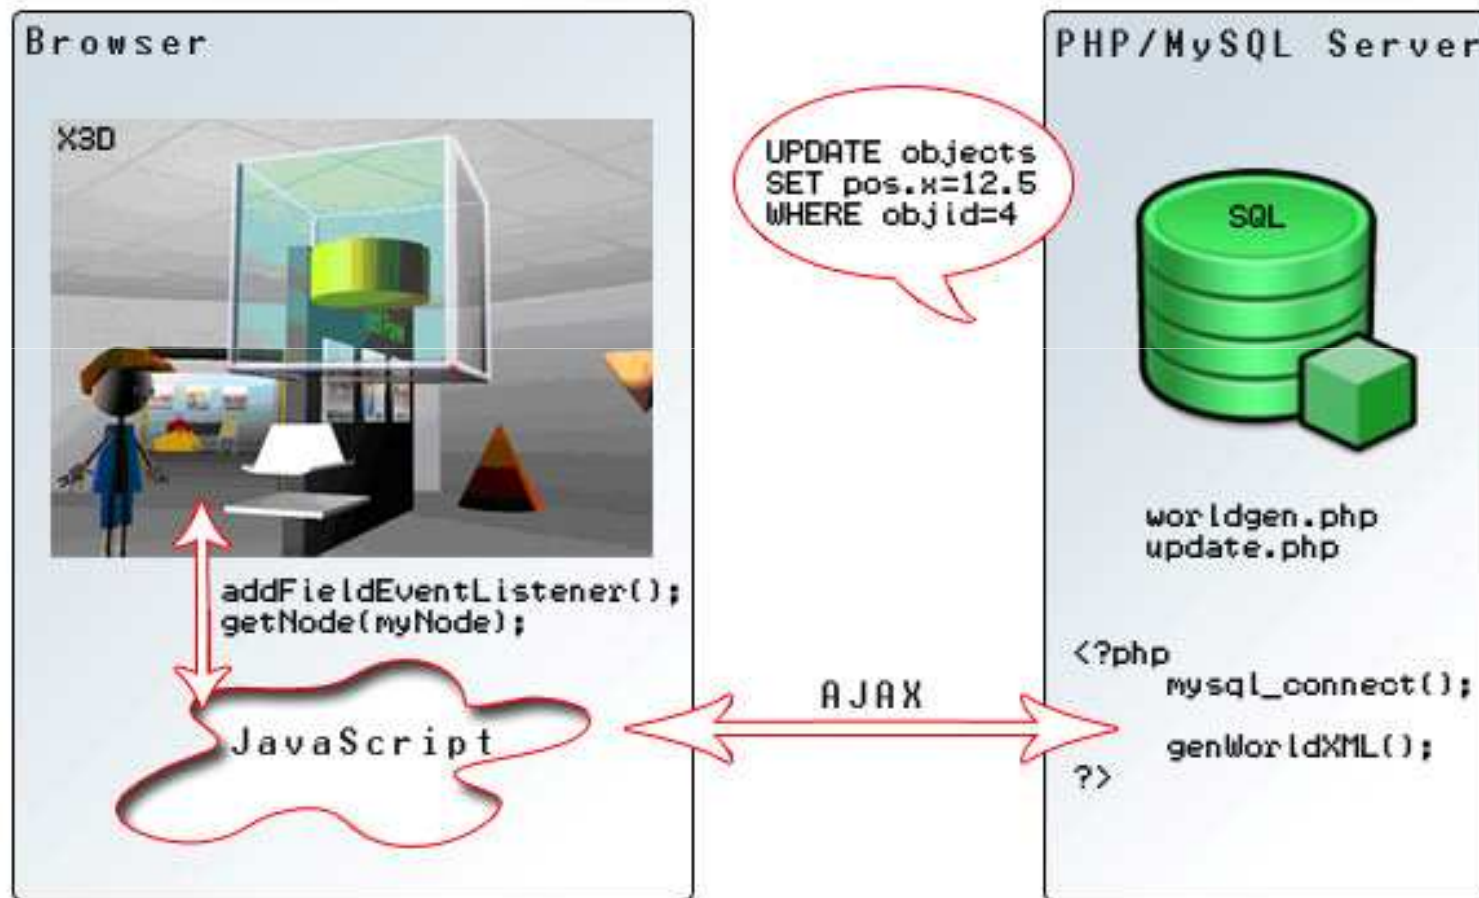 Browser
X3D
addFieldEventListener();
getNode(myNode);
JavaScript
UPDATE objects
SET pos.x=12.5
WHERE objid=4
AJAX
PHP/MySQL Server
SQL
worldgen.php
update.php
<?php
mysql_connect();
genWorldXML();
?>